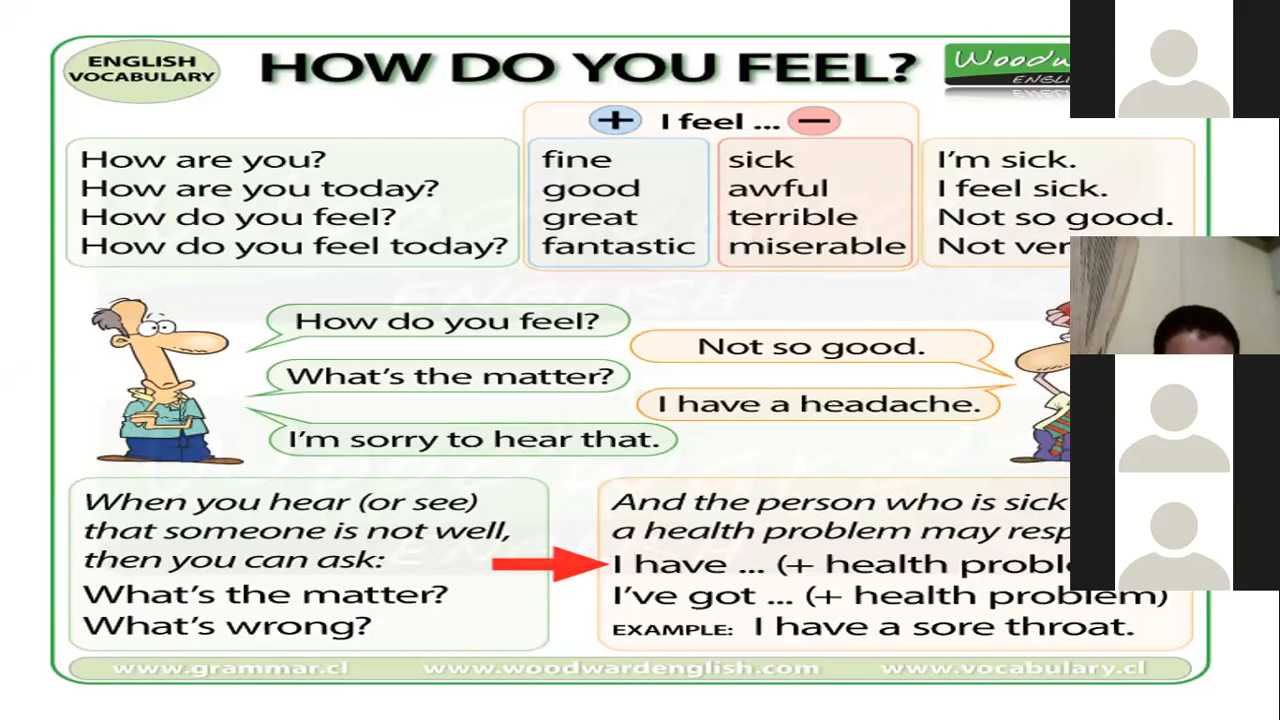 ENGLISH
VOCABULARY
HOW DO YOU FEEL?
ENGL
+ I feel ... −
How are you?
How are you today?
How do you feel?
How do you feel today?
fine
good
great
fantastic
sick
awful
terrible
miserable
I'm sick.
I feel sick.
Not so good.
Not
How do you feel?
What's the matter?
I'm sorry to hear that.
Not so good.
I have a headache.
When you hear (or see)
that someone is not well,
then you can ask:
What's the matter?
What's wrong?
And the person who is sick
a health problem may
I have ... (+ health
I've got ... (+ health problem)
EXAMPLE: I have a sore throat.
www.grammar.cl www.woodwardenglish.com www.vocabulary.cl